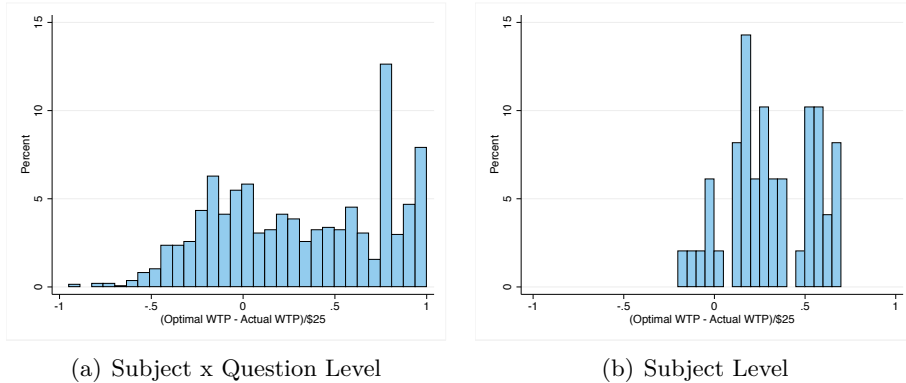 15
10
5
0
Percent
-1 -.5 0 .5 1
(Optimal WTP - Actual WTP)/$25
(a) Subject x Question Level
15
10
5
0
Percent
-1 -.5 0 .5 1
(Optimal WTP - Actual WTP)/$25
(b) Subject Level